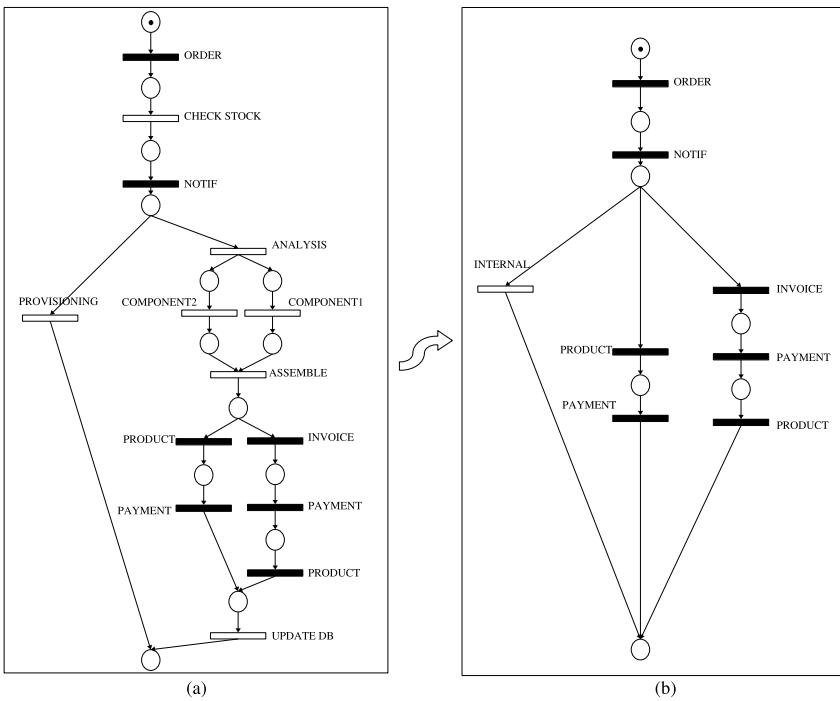 ORDER
CHECK STOCK
NOTIF
ANALYSIS
PROVISIONING
COMPONENT2
COMPONENT1
ASSEMBLE
PRODUCT
INVOICE
PAYMENT
PAYMENT
PRODUCT
UPDATE DB
(a)
ORDER
NOTIF
INTERNAL
INVOICE
PRODUCT
PAYMENT
PAYMENT
PRODUCT
(b)